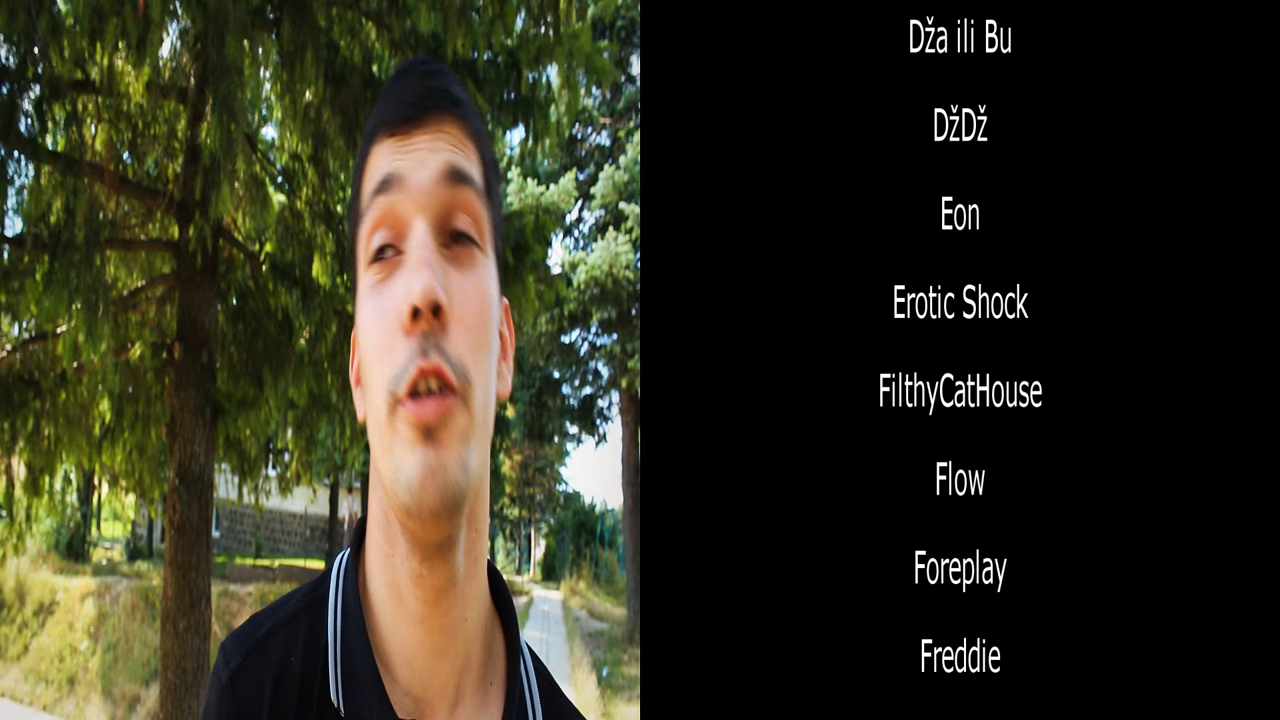 Dža ili Bu
DžDž
Eon
Erotic Shock
FilthyCatHouse
Flow
Foreplay
Freddie